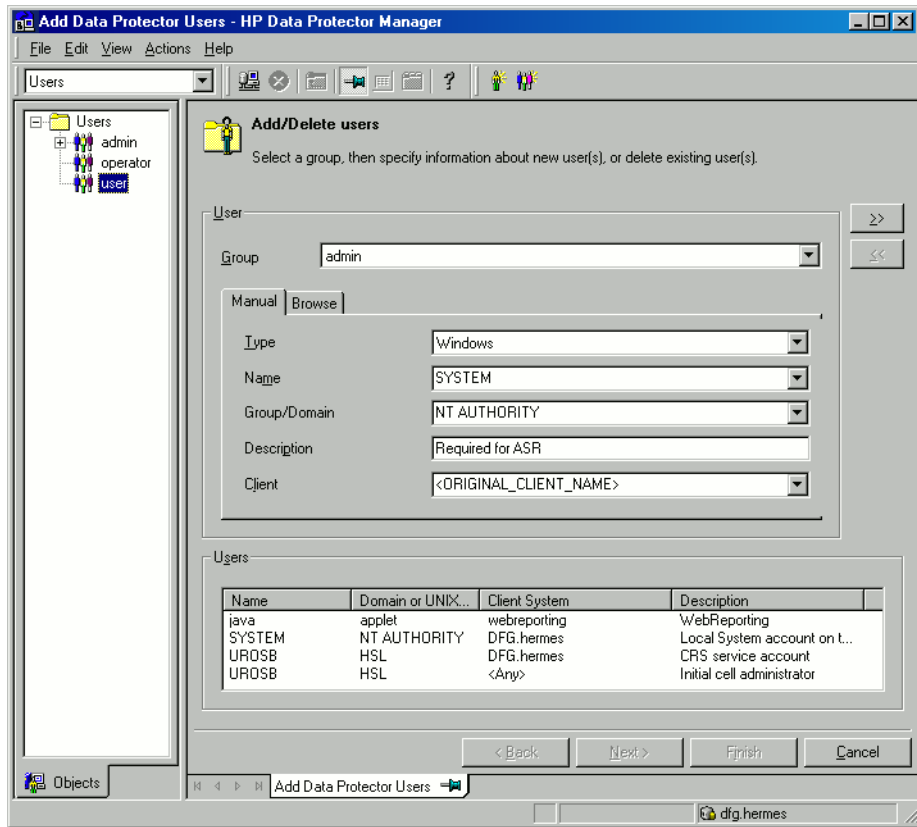 Add Data Protector Users - HP Data Protector Manager
File Edit View Actions Help
Users
Users
admin
operator
user
Add/Delete users
Select a group, then specify information about new user(s), or delete existing user(s).
User
>>
<<
Group admin
Manual Browse
Type Windows
Name SYSTEM
Group/Domain NT AUTHORITY
Description Required for ASR
Client <ORIGINAL_CLIENT_NAME>
Users
Name Domain or UNIX... Client System Description
java applet webreporting WebReporting
SYSTEM NT AUTHORITY DFG.hermes Local System account on t...
UROSB HSL DFG.hermes CRS service account
UROSB HSL <Any> Initial cell administrator
< Back Next > Finish Cancel
Objects
Add Data Protector Users
dfg.hermes